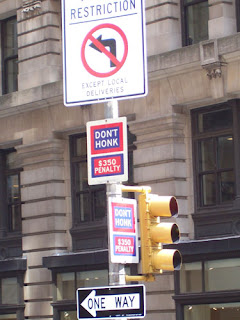 RESTRICTION
EXCEPT LOCAL
DELIVERIES
DON'T
HONK
$350
PENALTY
DON'T
HONK
$350
PENALTY
ONE WAY